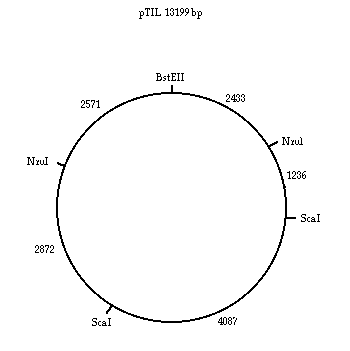 pTIL 13199 bp
BstEII
2571
2433
NruI
NruI
1236
ScaI
2872
ScaI
4087